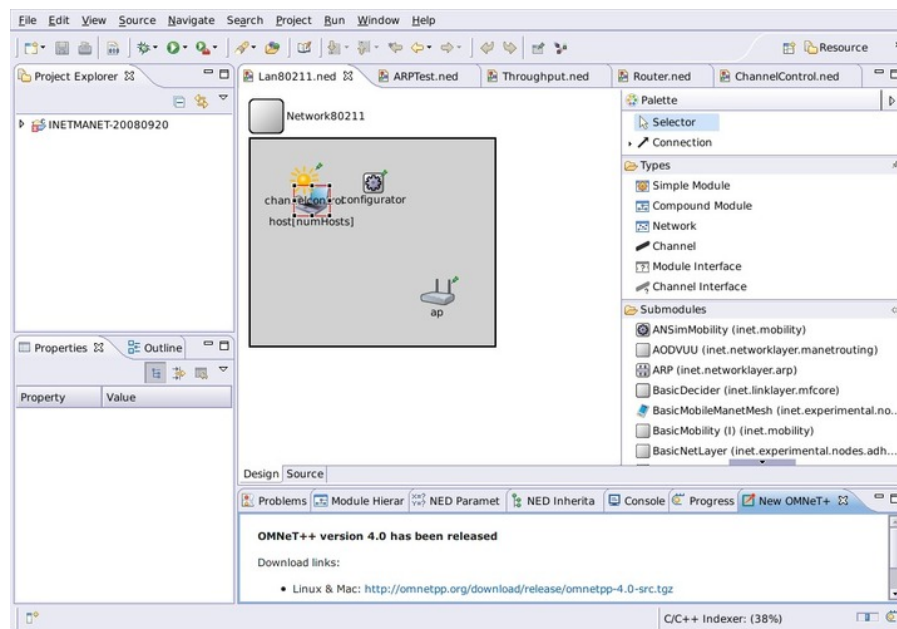 File Edit View Source Navigate Search Project Run Window Help
Resource
Project Explorer
INETMANET-20080920
Lan80211.ned ARPTest.ned Throughput.ned Router.ned ChannelControl.ned
Network80211
configurator
host[numHosts]
ap
Palette
Selector
Connection
Types
Simple Module
Compound Module
Network
Channel
Module Interface
Channel Interface
Submodules
ANSimMobility (inet.mobility)
AODVUU (inet.networklayer.manetrouting)
ARP (inet.networklayer.arp)
BasicDecider (inet.linklayer.mfcore)
BasicMobileManetMesh (inet.experimental.no...
BasicMobility (I) (inet.mobility)
BasicNetLayer (inet.experimental.nodes.adh...
Properties Outline
Property Value
Design Source
Problems Module Hierar NED Paramet NED Inherita Console Progress New OMNeT+
OMNeT++ version 4.0 has been released
Download links:
• Linux & Mac: http://omnetpp.org/download/release/omnetpp-4.0-src.tgz
C/C++ Indexer: (38%)